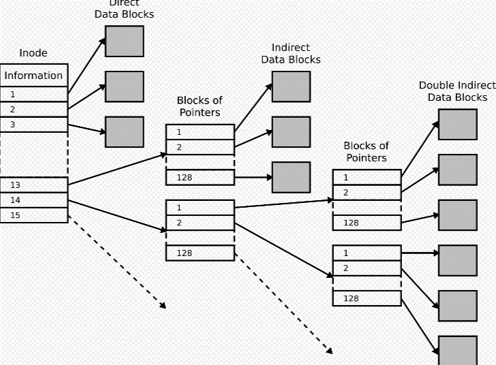 Direct
Data Blocks
Inode
Information
1
2
3
13
14
15
Blocks of
Pointers
1
2
128
1
2
128
Indirect
Data Blocks
Blocks of
Pointers
1
2
128
1
2
128
Double Indirect
Data Blocks